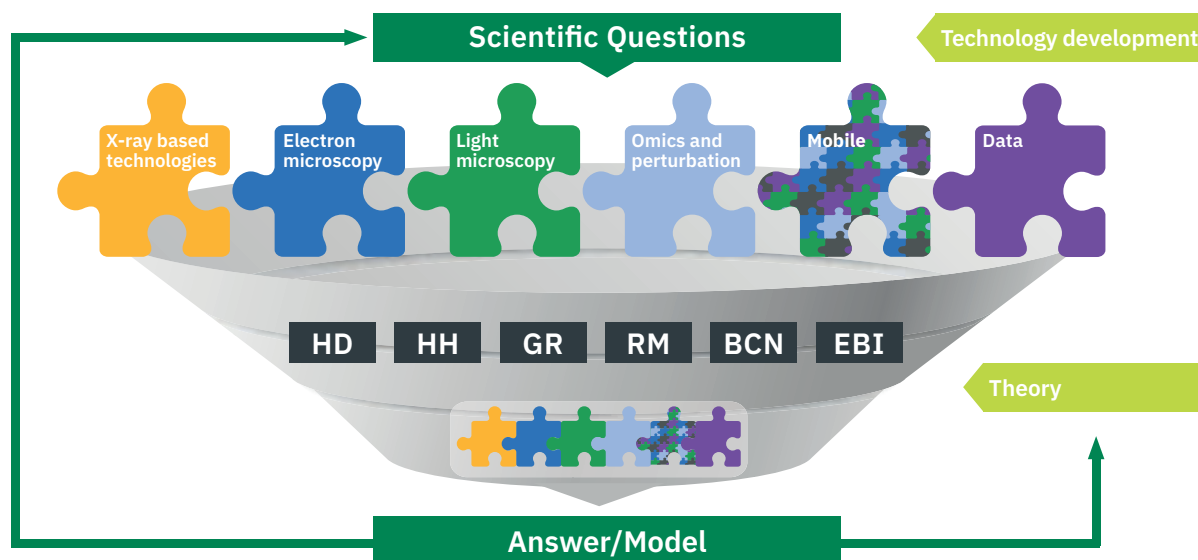 Scientific Questions
Technology development
X-ray based
technologies
Electron
microscopy
Light
microscopy
Omics and
perturbation
Mobile
Data
HD
HH
GR
RM
BCN
EBI
Theory
Answer/Model